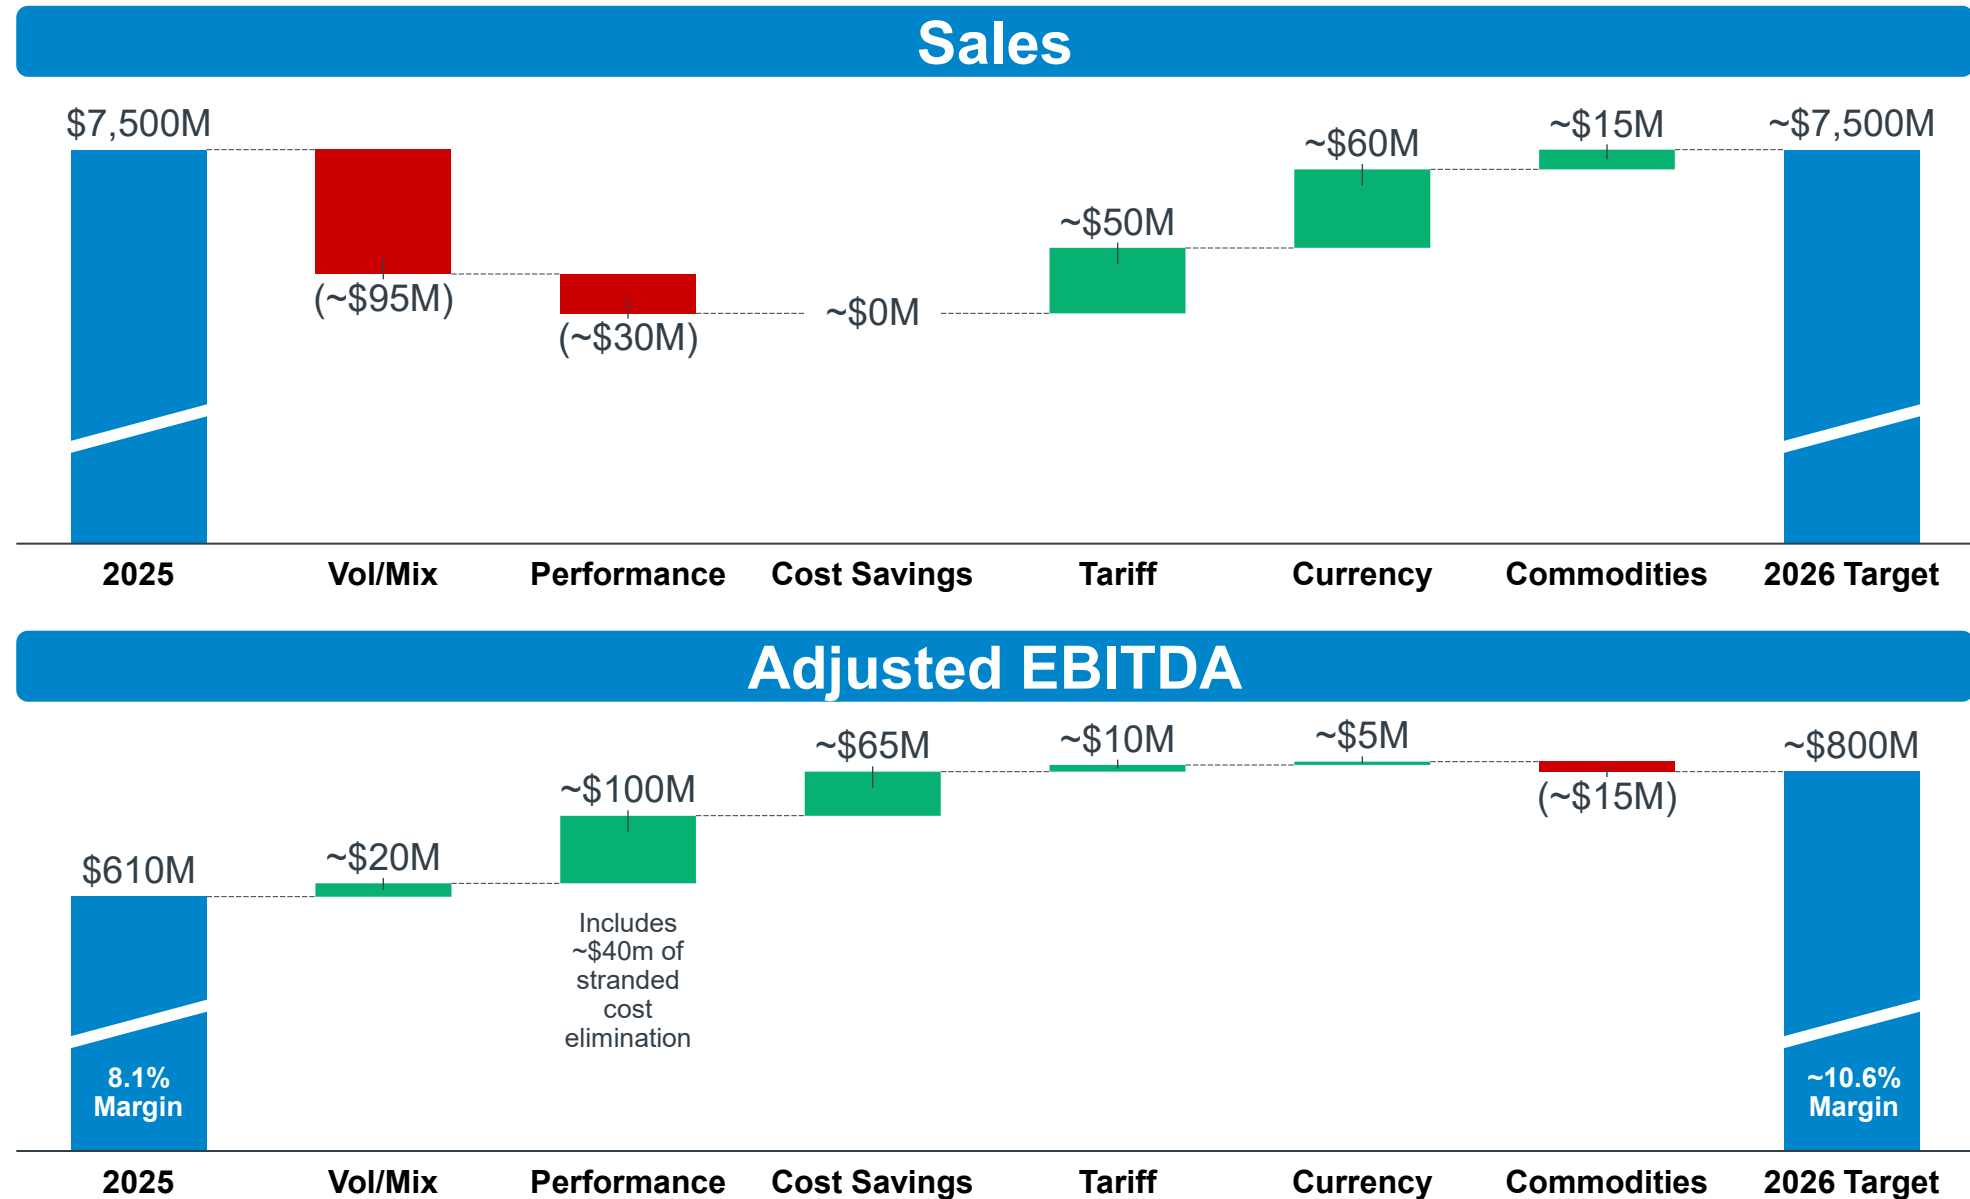 Sales
$7,500M
(~$95M)
(~$30M)
~$0M
~$50M
~$60M
~$15M
~$7,500M
2025
Vol/Mix
Performance
Cost Savings
Tariff
Currency
Commodities
2026 Target
Adjusted EBITDA
$610M
~$20M
~$100M
~$65M
~$10M
~$5M
(~$15M)
~$800M
Includes
~$40m of
stranded
cost
elimination
8.1%
Margin
~10.6%
Margin
2025
Vol/Mix
Performance
Cost Savings
Tariff
Currency
Commodities
2026 Target